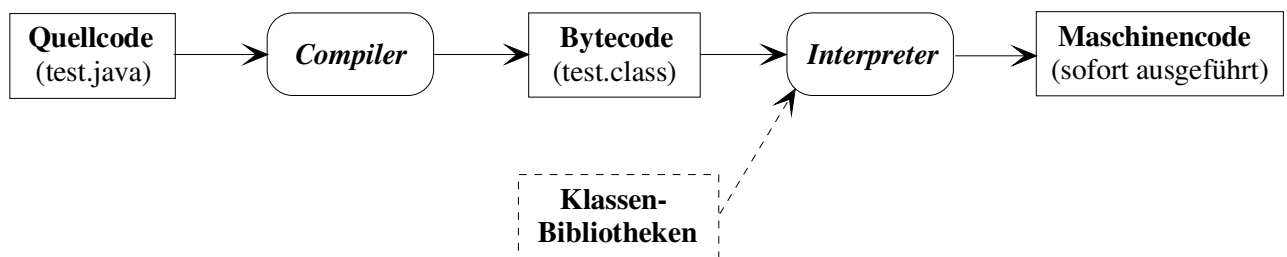 Quellcode
(test.java)
Compiler
Bytecode
(test.class)
Interpreter
Maschinencode
(sofort ausgeführt)
Klassen-
Bibliotheken